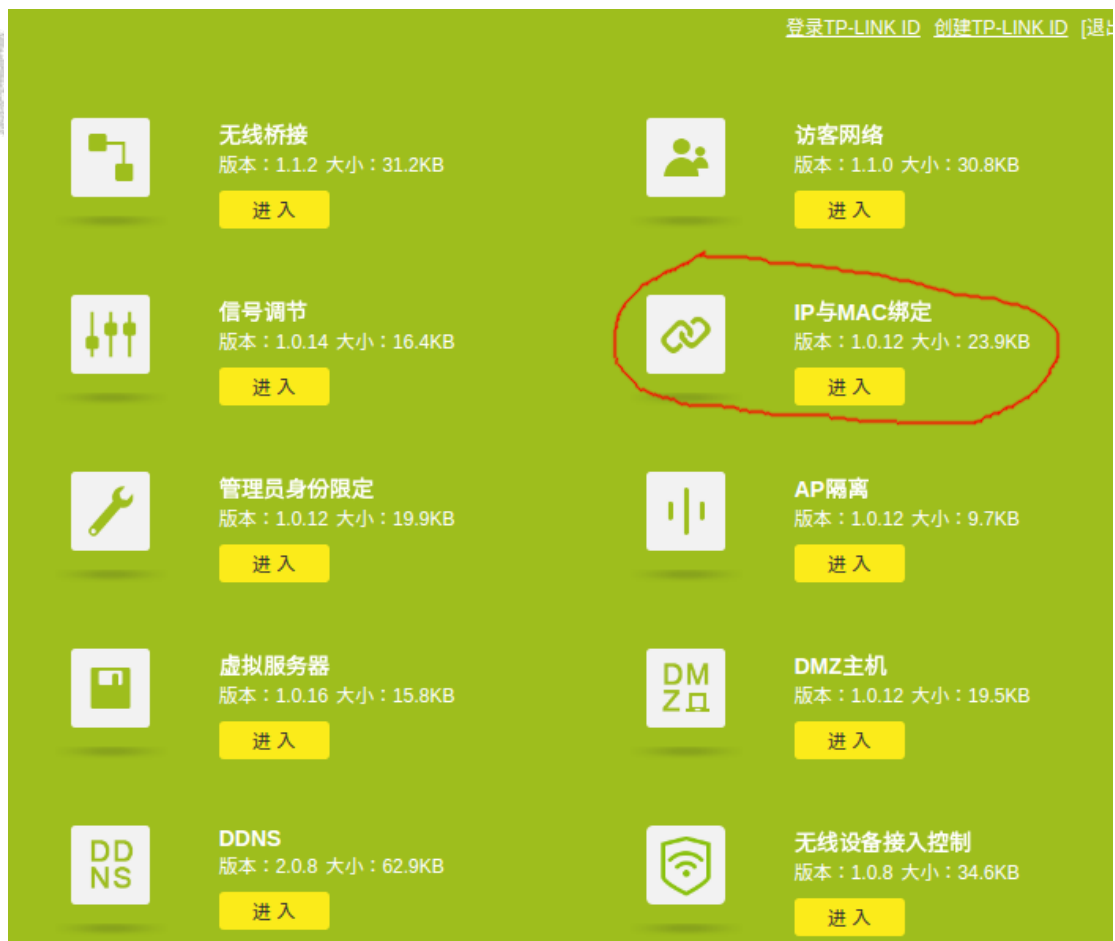 登录TP-LINK ID 创建TP-LINK ID [退出
无线桥接
版本：1.1.2 大小：31.2KB
进 入
访客网络
版本：1.1.0 大小：30.8KB
进 入
信号调节
版本：1.0.14 大小：16.4KB
进 入
IP与MAC绑定
版本：1.0.12 大小：23.9KB
进 入
管理员身份限定
版本：1.0.12 大小：19.9KB
进 入
AP隔离
版本：1.0.12 大小：9.7KB
进 入
虚拟服务器
版本：1.0.16 大小：15.8KB
进 入
DM
Z
DMZ主机
版本：1.0.12 大小：19.5KB
进 入
DD
NS
DDNS
版本：2.0.8 大小：62.9KB
进 入
无线设备接入控制
版本：1.0.8 大小：34.6KB
进 入